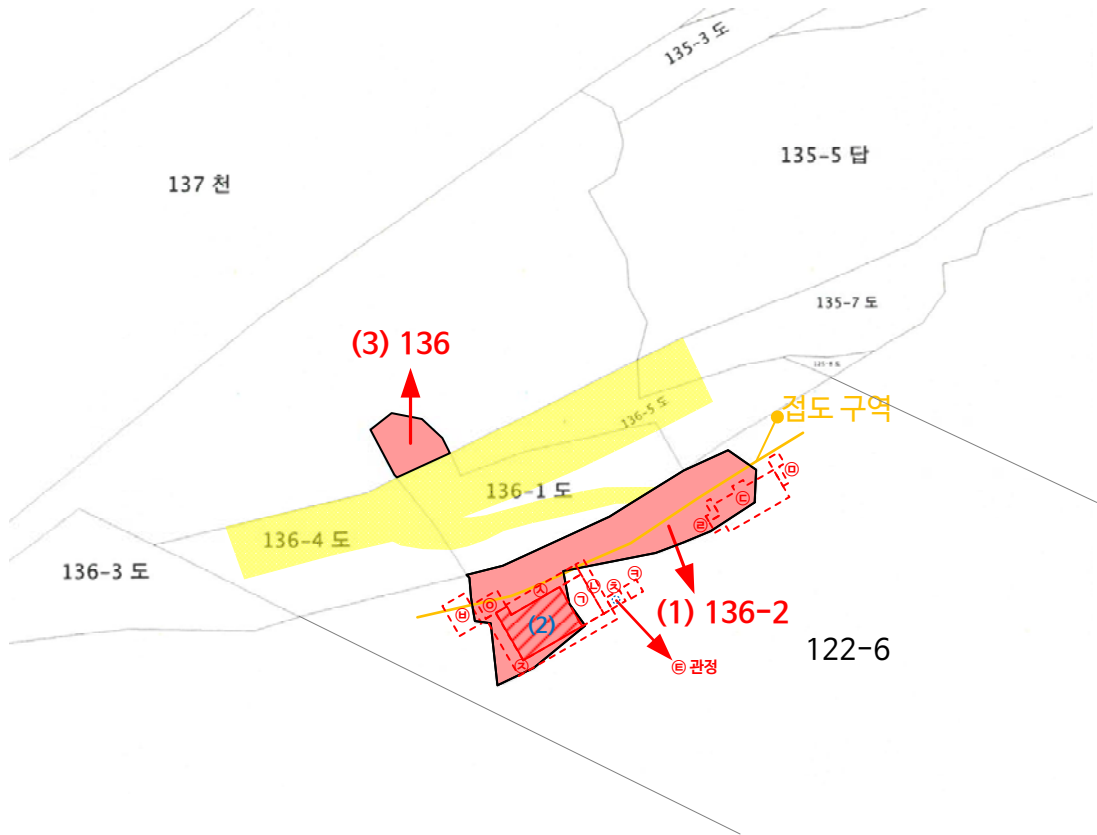 135-3 도
135-5 답
137 천
135-7 도
(3) 136
접도 구역
136-5 도
136-1 도
㉤
㉢
㉣
136-4 도
136-3 도
㉪
㉧
㉥
(1) 136-2
(2)
122-6
㉨
㉫ 관정